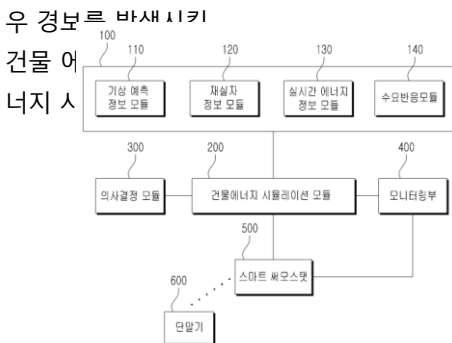 우 경보를 발생시킨
건물 에
너지 시
100
110 120 130 140
기상 예측
정보 모듈
재실자
정보 모듈
실시간 에너지
정보 모듈
수요반응모듈
300 200 400
의사결정 모듈 건물에너지 시뮬레이션 모듈 모니터링부
500
스마트 써모스탯
600
단말기